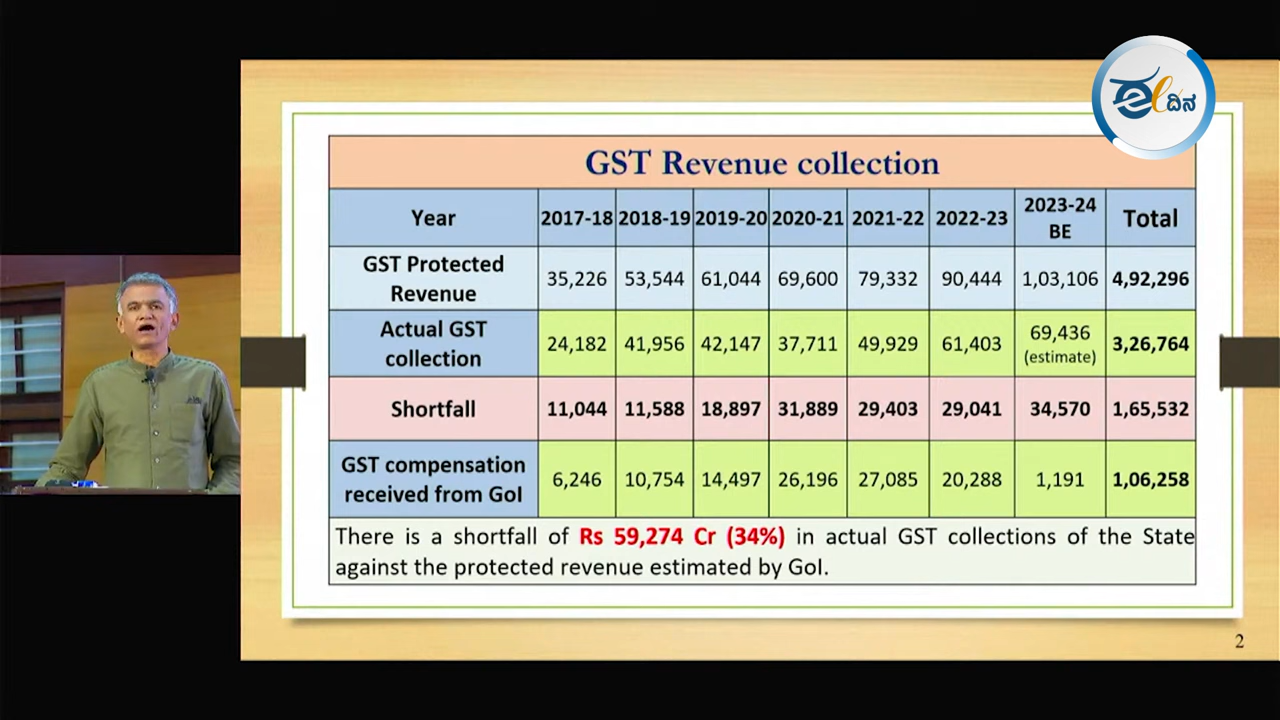 ಈ ದಿನ
GST Revenue collection
Year 2017-18 2018-19 2019-20 2020-21 2021-22 2022-23 2023-24 BE Total
GST Protected Revenue 35,226 53,544 61,044 69,600 79,332 90,444 1,03,106 4,92,296
Actual GST collection 24,182 41,956 42,147 37,711 49,929 61,403 69,436 (estimate) 3,26,764
Shortfall 11,044 11,588 18,897 31,889 29,403 29,041 34,570 1,65,532
GST compensation received from GoI 6,246 10,754 14,497 26,196 27,085 20,288 1,191 1,06,258
There is a shortfall of Rs 59,274 Cr (34%) in actual GST collections of the State
against the protected revenue estimated by GoI.
2